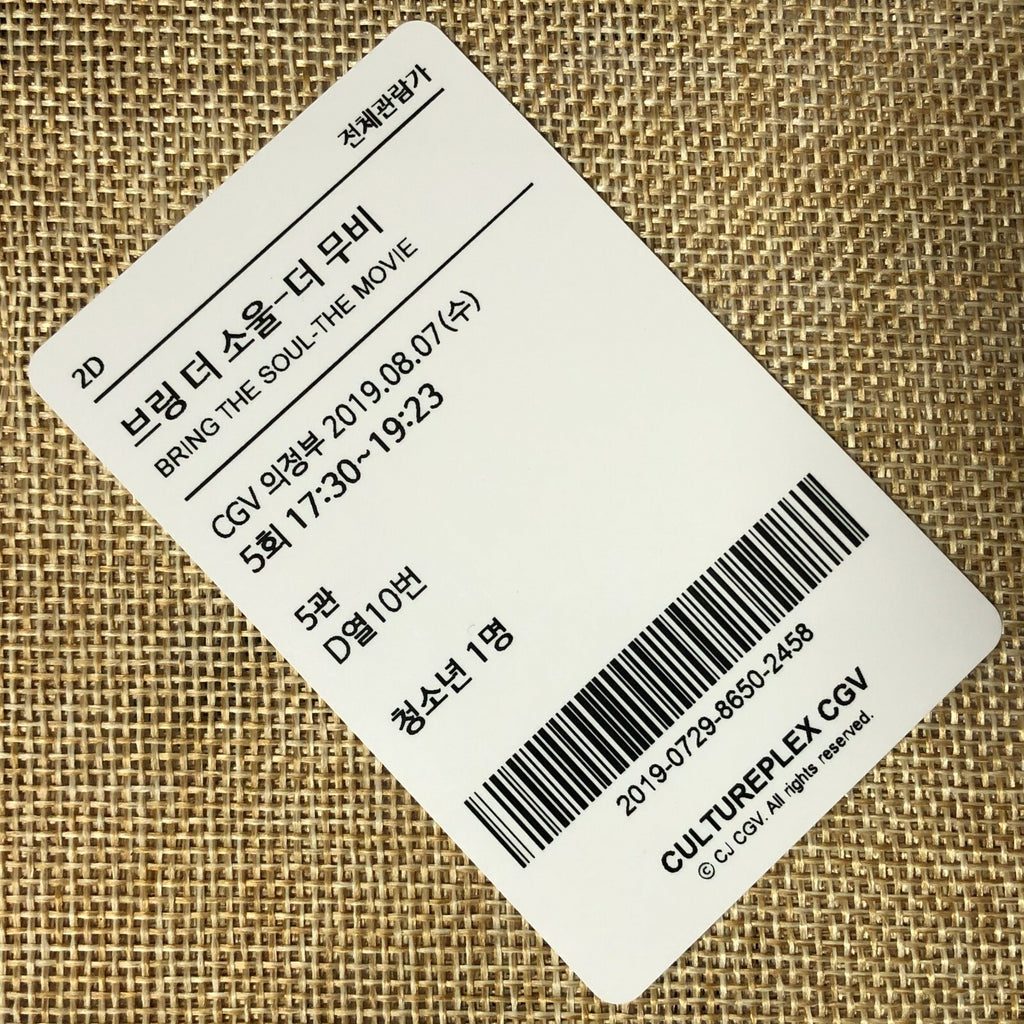 2D 전체관람가
브링 더 소울-더 무비
BRING THE SOUL-THE MOVIE
CGV 의정부 2019.08.07(수)
5회 17:30~19:23
5관
D열10번
청소년 1명
2019-0729-8650-2458
CULTUREPLEX CGV
© CJ CGV. All rights reserved.